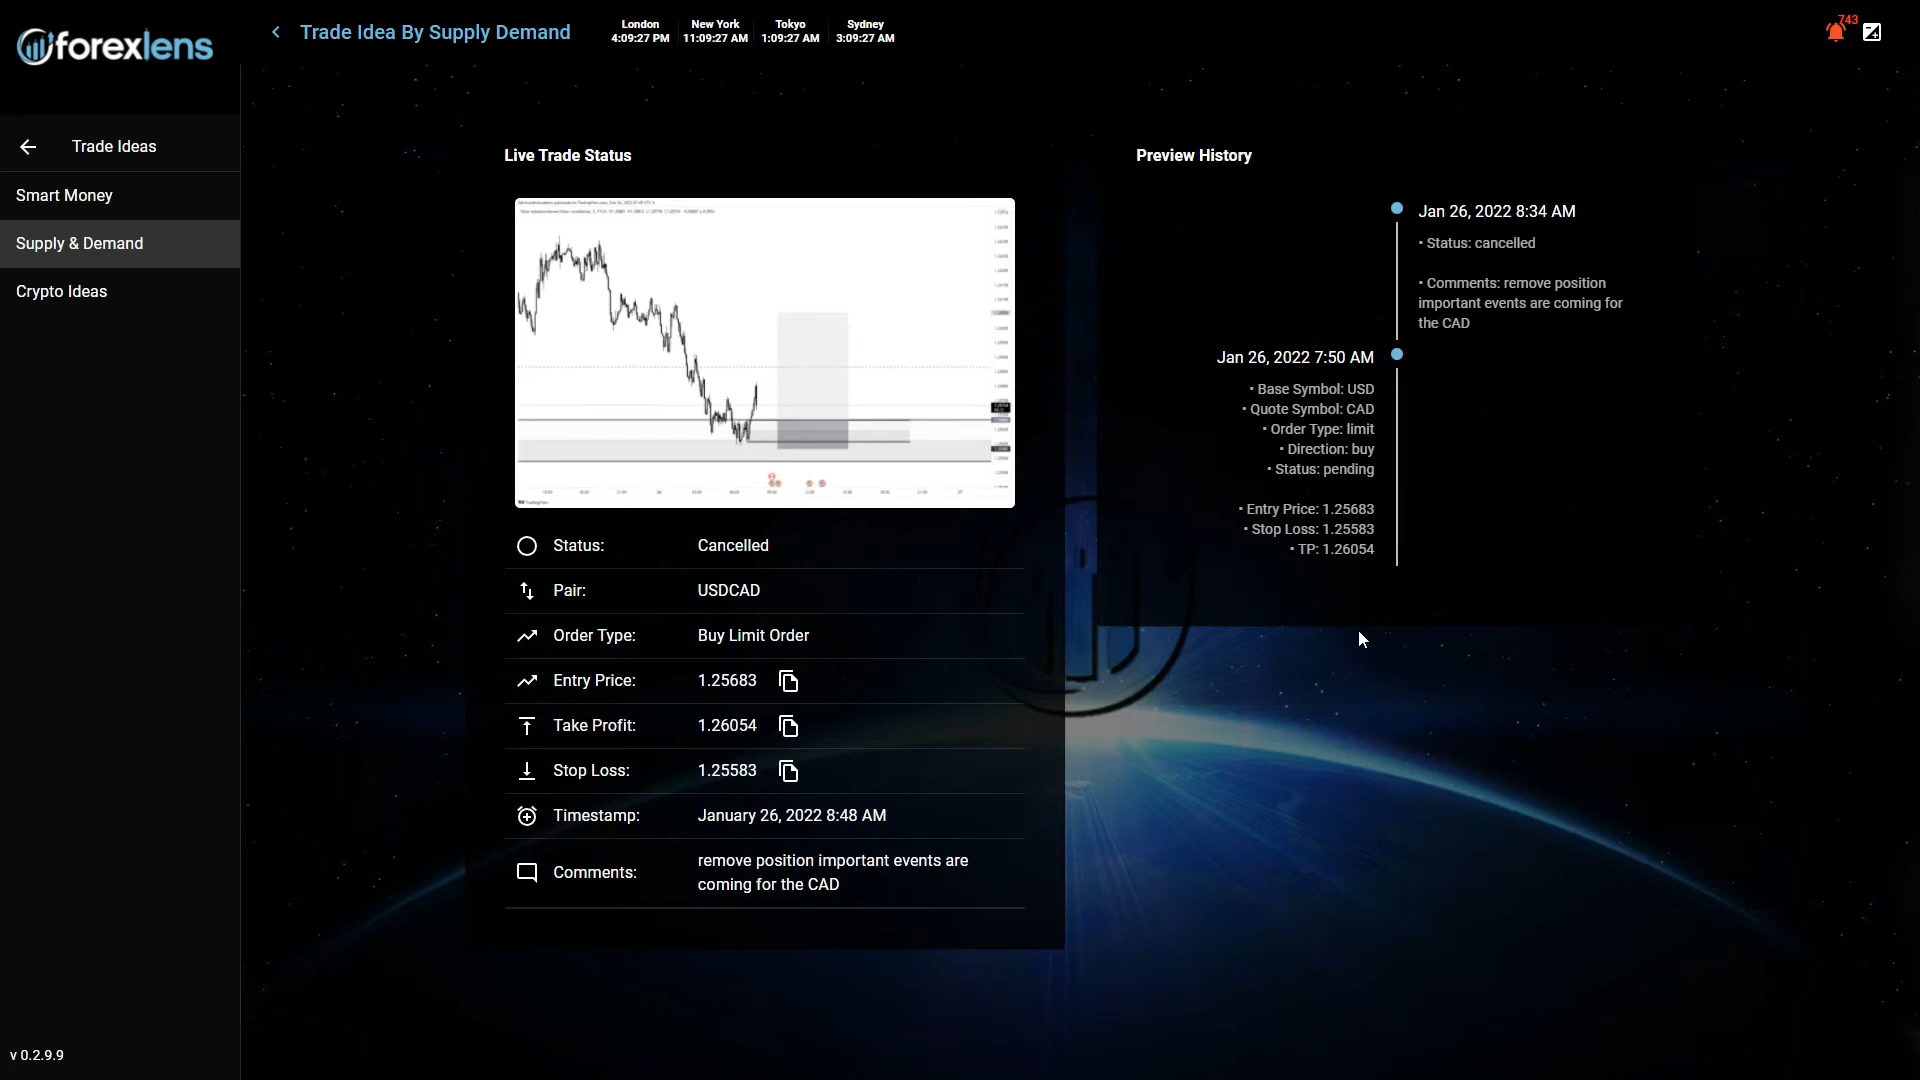 forexlens
Trade Idea By Supply Demand
London
4:09:27 PM
New York
11:09:27 AM
Tokyo
1:09:27 AM
Sydney
3:09:27 AM
743
Trade Ideas
Smart Money
Supply & Demand
Crypto Ideas
v 0.2.9.9
Live Trade Status
TradingView
Status: Cancelled
Pair: USDCAD
Order Type: Buy Limit Order
Entry Price: 1.25683
Take Profit: 1.26054
Stop Loss: 1.25583
Timestamp: January 26, 2022 8:48 AM
Comments: remove position important events are
coming for the CAD
Preview History
Jan 26, 2022 8:34 AM
• Status: cancelled
• Comments: remove position
important events are coming for
the CAD
Jan 26, 2022 7:50 AM
• Base Symbol: USD
• Quote Symbol: CAD
• Order Type: limit
• Direction: buy
• Status: pending
• Entry Price: 1.25683
• Stop Loss: 1.25583
• TP: 1.26054